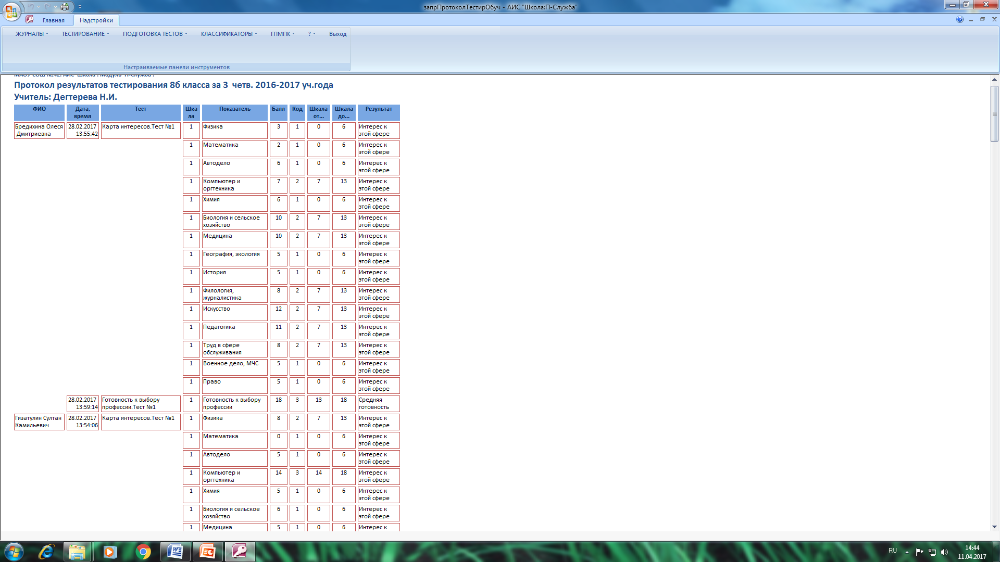 запрПротоколТестирОбуч - АИС "Школа:П-Служба"
Главная Надстройки
ЖУРНАЛЫ ТЕСТИРОВАНИЕ ПОДГОТОВКА ТЕСТОВ КЛАССИФИКАТОРЫ ГПМПК ? Выход
Настраиваемые панели инструментов
МАОУ СОШ №42. АИС "Школа". Модуль "П-Служба".
Протокол результатов тестирования 8б класса за 3 четв. 2016-2017 уч.года
Учитель: Дегтерева Н.И.
ФИО Дата, Тест Шка Показатель Балл Код Шкала Шкала Результат
время ла от... до...
Бредихина Олеся 28.02.2017 Карта интересов.Тест №1 1 Физика 3 1 0 6 Интерес к
Дмитриевна 13:55:42 этой сфере
1 Математика 2 1 0 6 Интерес к
этой сфере
1 Автодело 6 1 0 6 Интерес к
этой сфере
1 Компьютер и 7 2 7 13 Интерес к
оргтехника этой сфере
1 Химия 6 1 0 6 Интерес к
этой сфере
1 Биология и сельское 10 2 7 13 Интерес к
хозяйство этой сфере
1 Медицина 10 2 7 13 Интерес к
этой сфере
1 География, экология 5 1 0 6 Интерес к
этой сфере
1 История 5 1 0 6 Интерес к
этой сфере
1 Филология, 8 2 7 13 Интерес к
журналистика этой сфере
1 Искусство 12 2 7 13 Интерес к
этой сфере
1 Педагогика 11 2 7 13 Интерес к
этой сфере
1 Труд в сфере 8 2 7 13 Интерес к
обслуживания этой сфере
1 Военное дело, МЧС 5 1 0 6 Интерес к
этой сфере
1 Право 5 1 0 6 Интерес к
этой сфере
28.02.2017 Готовность к выбору 1 Готовность к выбору 18 3 13 18 Средняя
13:59:14 профессии.Тест №1 профессии готовность
Гизатулин Султан 28.02.2017 Карта интересов.Тест №1 1 Физика 8 2 7 13 Интерес к
Камильевич 13:54:06 этой сфере
1 Математика 0 1 0 6 Интерес к
этой сфере
1 Автодело 5 1 0 6 Интерес к
этой сфере
1 Компьютер и 14 3 14 18 Интерес к
оргтехника этой сфере
1 Химия 5 1 0 6 Интерес к
этой сфере
1 Биология и сельское 6 1 0 6 Интерес к
хозяйство этой сфере
1 Медицина 5 1 0 6 Интерес к
RU 14:44
11.04.2017